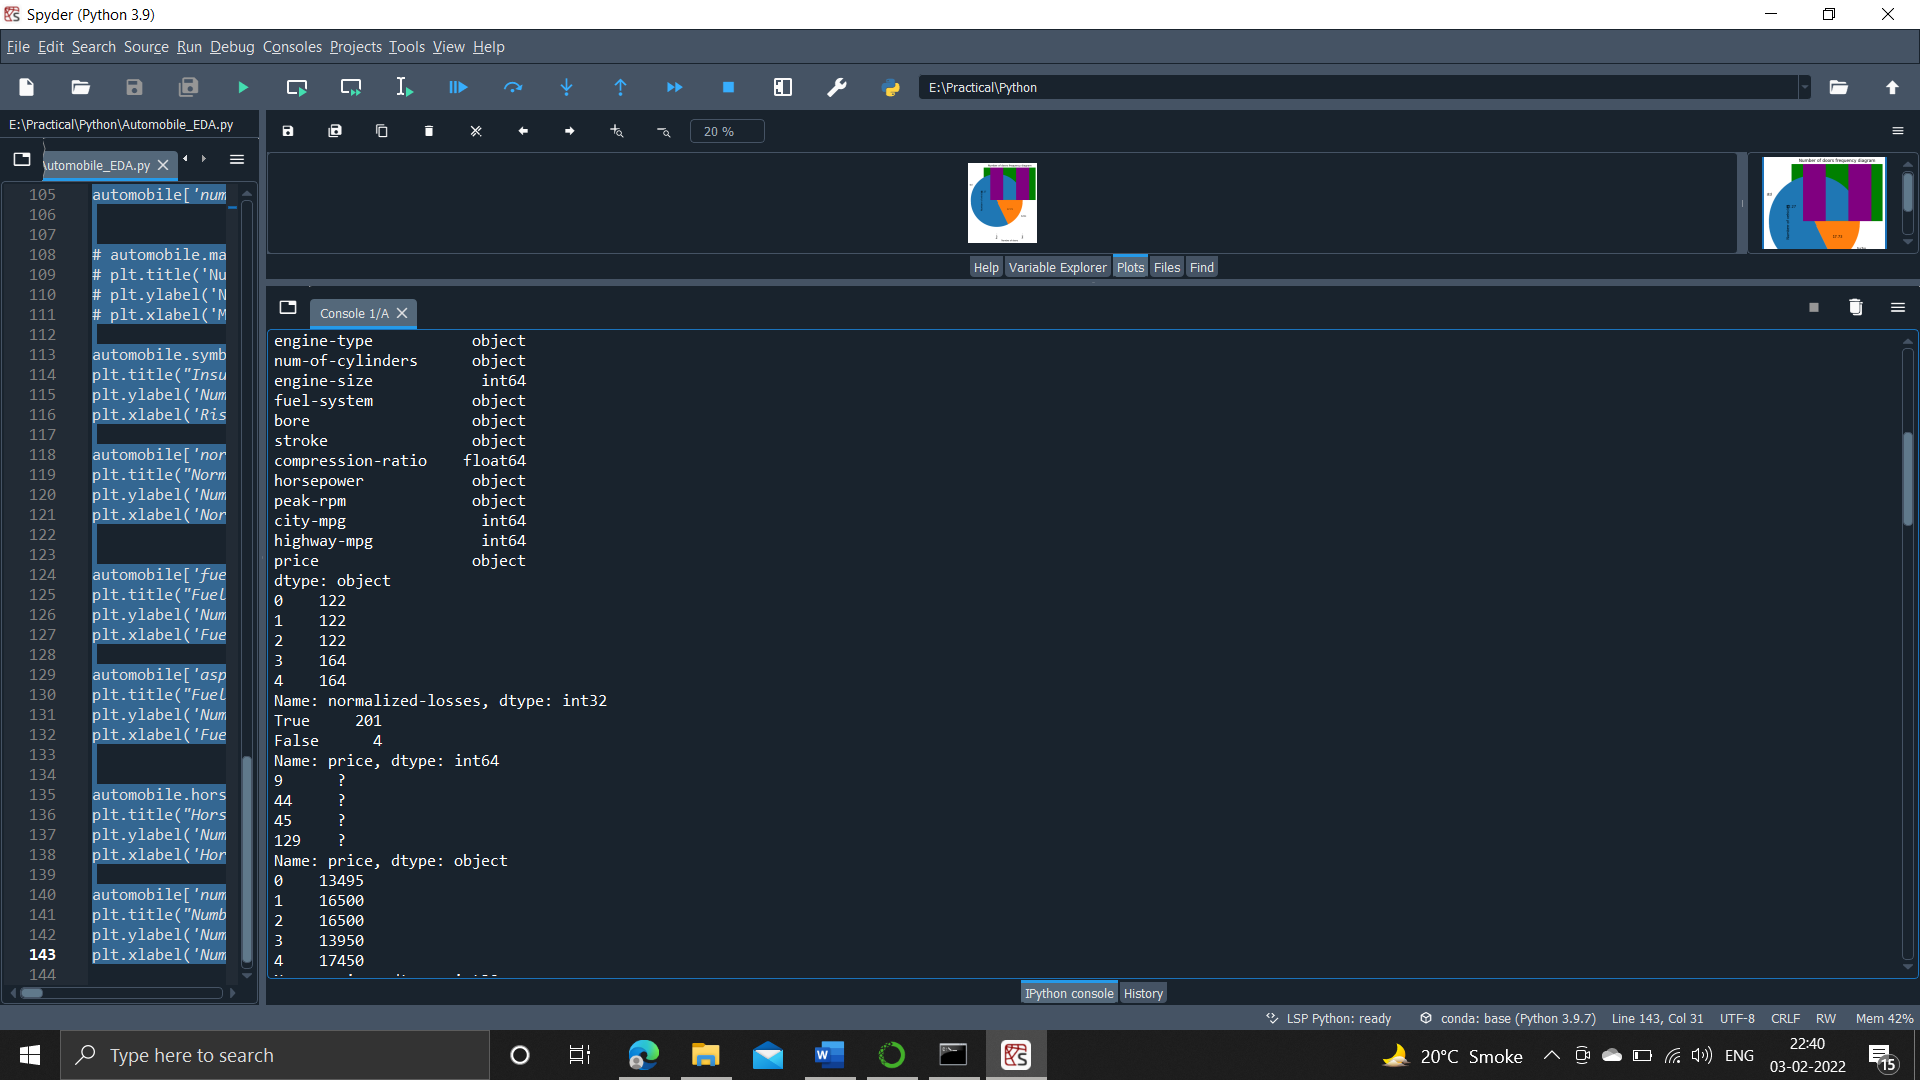 Spyder (Python 3.9)
File Edit Search Source Run Debug Consoles Projects Tools View Help
E:\Practical\Python
E:\Practical\Python\Automobile_EDA.py
utomobile_EDA.py
20 %
Number of doors frequency diagram
Help Variable Explorer Plots Files Find
Console 1/A
105 automobile['num
106
107
108 # automobile.ma
109 # plt.title('Nu
110 # plt.ylabel('N
111 # plt.xlabel('M
112
113 automobile.symb
114 plt.title("Insu
115 plt.ylabel('Num
116 plt.xlabel('Ris
117
118 automobile['nor
119 plt.title("Norm
120 plt.ylabel('Num
121 plt.xlabel('Nor
122
123
124 automobile['fue
125 plt.title("Fuel
126 plt.ylabel('Num
127 plt.xlabel('Fue
128
129 automobile['asp
130 plt.title("Fuel
131 plt.ylabel('Num
132 plt.xlabel('Fue
133
134
135 automobile.hors
136 plt.title("Hors
137 plt.ylabel('Num
138 plt.xlabel('Hor
139
140 automobile['num
141 plt.title("Numb
142 plt.ylabel('Num
143 plt.xlabel('Num
144
engine-type object
num-of-cylinders object
engine-size int64
fuel-system object
bore object
stroke object
compression-ratio float64
horsepower object
peak-rpm object
city-mpg int64
highway-mpg int64
price object
dtype: object
0 122
1 122
2 122
3 164
4 164
Name: normalized-losses, dtype: int32
True 201
False 4
Name: price, dtype: int64
9 ?
44 ?
45 ?
129 ?
Name: price, dtype: object
0 13495
1 16500
2 16500
3 13950
4 17450
IPython console History
LSP Python: ready conda: base (Python 3.9.7) Line 143, Col 31 UTF-8 CRLF RW Mem 42%
Type here to search
20°C Smoke ENG
22:40
03-02-2022
15